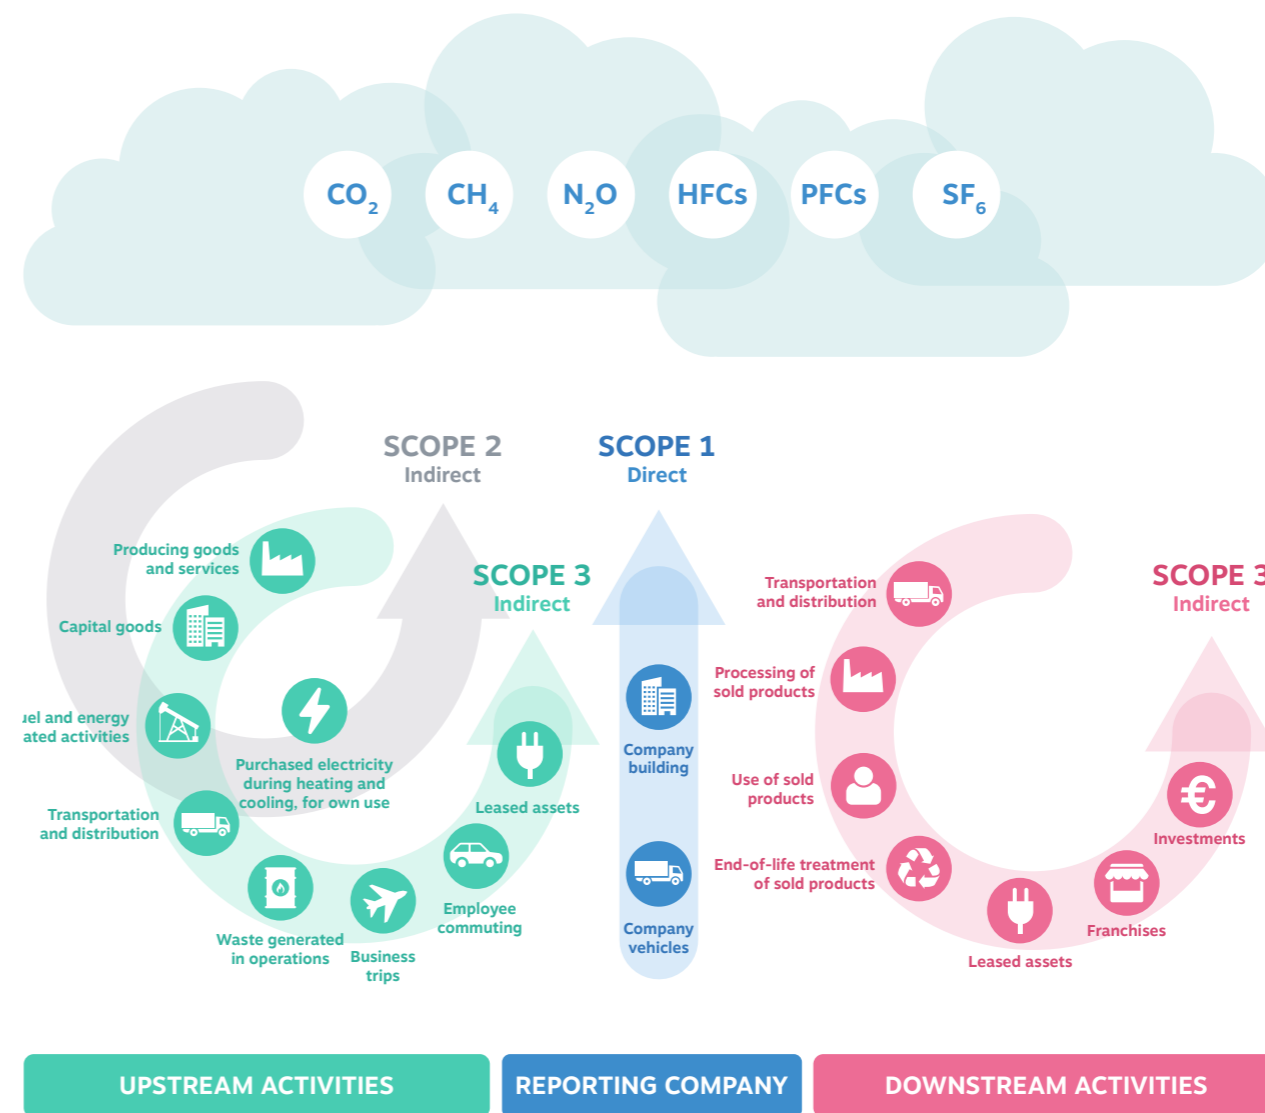 CO₂
CH₄
N₂O
HFCs
PFCs
SF₆
SCOPE 2
Indirect
SCOPE 1
Direct
SCOPE 3
Indirect
SCOPE 3
Indirect
Producing goods
and services
Capital goods
uel and energy
ated activities
Transportation
and distribution
Purchased electricity
during heating and
cooling, for own use
Waste generated
in operations
Business
trips
Employee
commuting
Leased assets
Company
building
Company
vehicles
Transportation
and distribution
Processing of
sold products
Use of sold
products
End-of-life treatment
of sold products
Leased assets
Franchises
€
Investments
UPSTREAM ACTIVITIES
REPORTING COMPANY
DOWNSTREAM ACTIVITIES